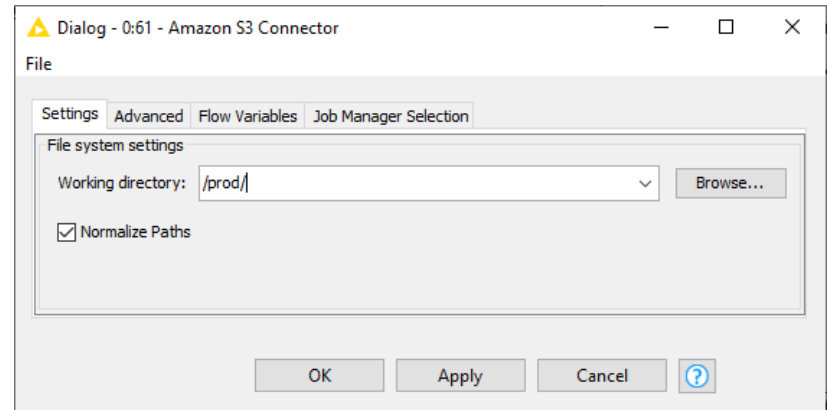 Dialog - 0:61 - Amazon S3 Connector
File
Settings Advanced Flow Variables Job Manager Selection
File system settings
Working directory: /prod/ Browse...
Normalize Paths
OK Apply Cancel ?